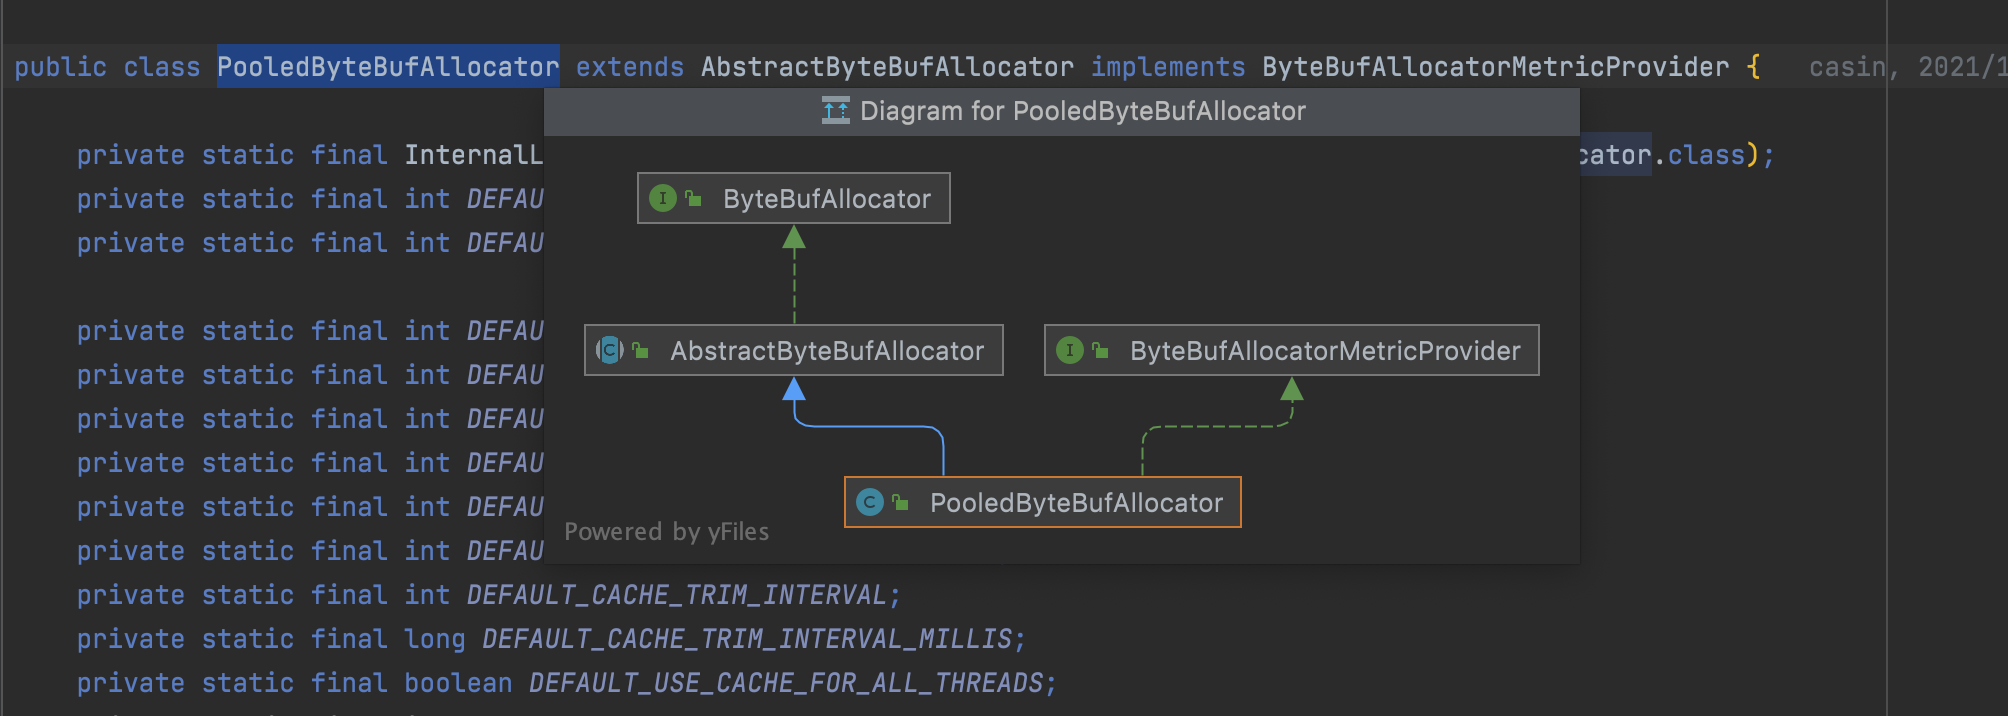 public class PooledByteBufAllocator extends AbstractByteBufAllocator implements ByteBufAllocatorMetricProvider { casin, 2021/1
Diagram for PooledByteBufAllocator
private static final InternalL cator.class);
private static final int DEFAU
private static final int DEFAU
private static final int DEFAU
private static final int DEFAU
private static final int DEFAU
private static final int DEFAU
private static final int DEFAU
private static final int DEFAU
I ByteBufAllocator
C AbstractByteBufAllocator
I ByteBufAllocatorMetricProvider
C PooledByteBufAllocator
Powered by yFiles
private static final int DEFAULT_CACHE_TRIM_INTERVAL;
private static final long DEFAULT_CACHE_TRIM_INTERVAL_MILLIS;
private static final boolean DEFAULT_USE_CACHE_FOR_ALL_THREADS;